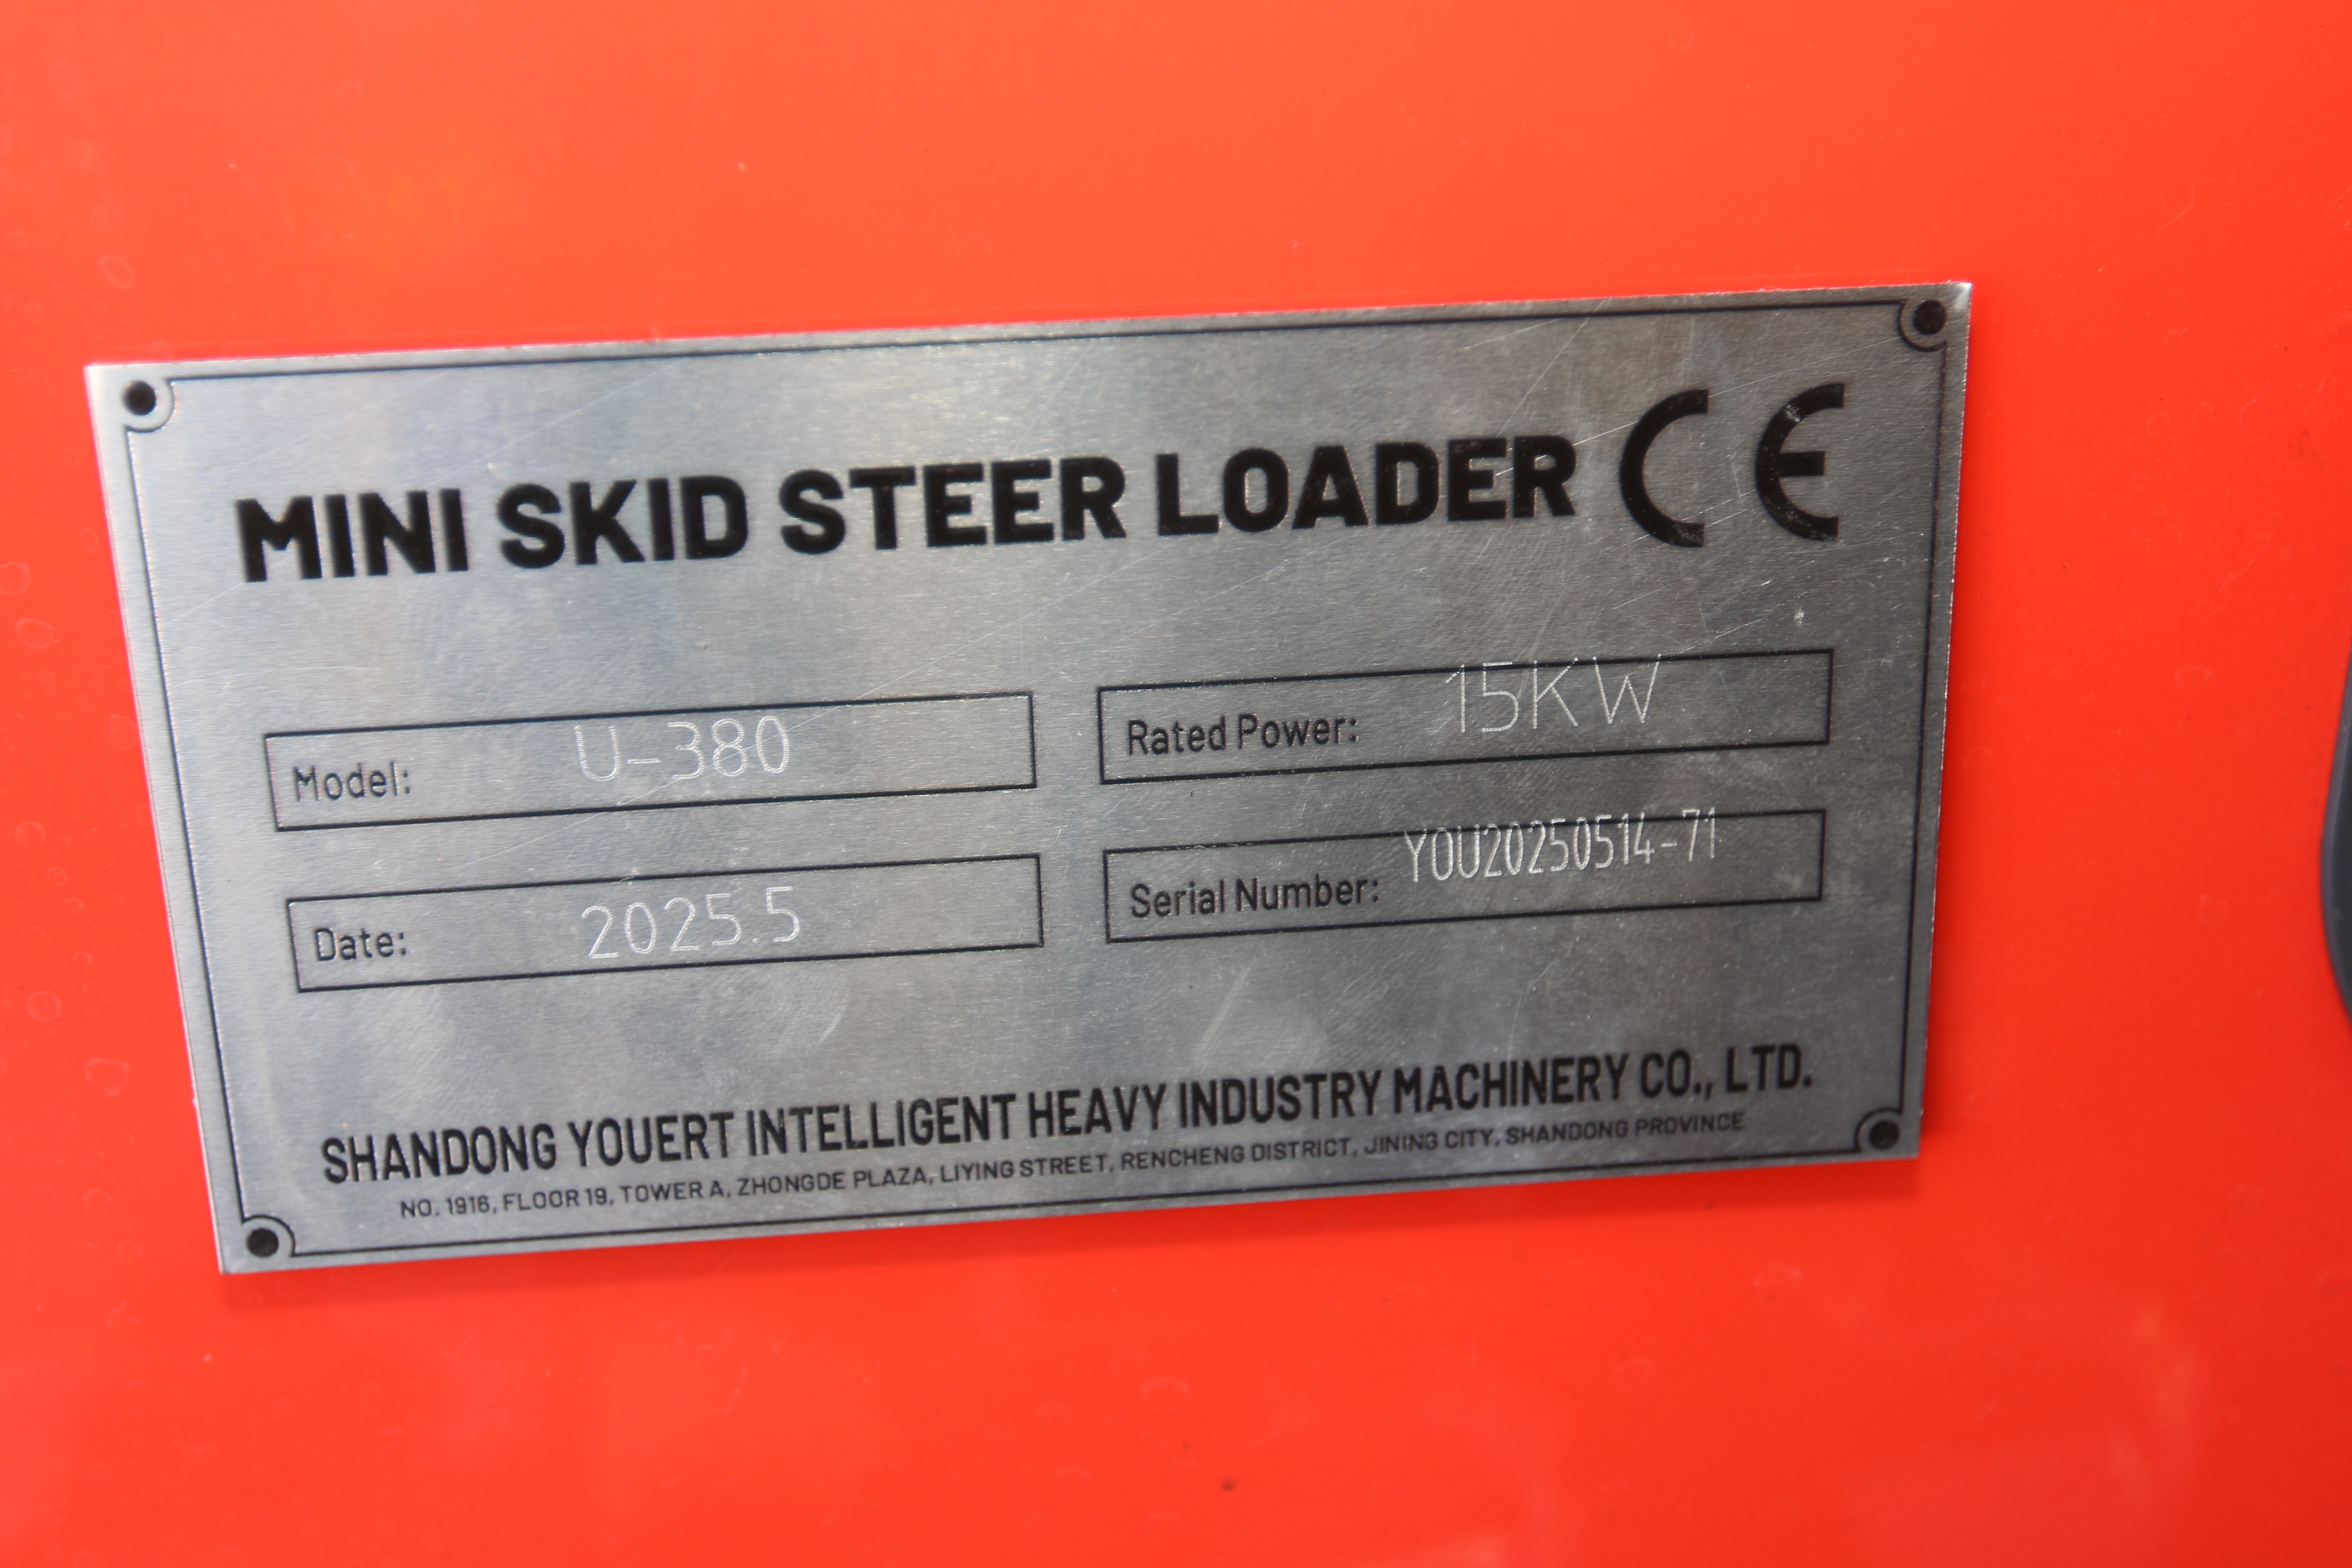 MINI SKID STEER LOADER CE
Model: U-380
Rated Power: 15KW
Date: 2025.5
Serial Number: YOU20250514-71
SHANDONG YOUERT INTELLIGENT HEAVY INDUSTRY MACHINERY CO., LTD.
NO. 1916, FLOOR 19, TOWER A, ZHONGDE PLAZA, LIYING STREET, RENCHENG DISTRICT, JINING CITY, SHANDONG PROVINCE